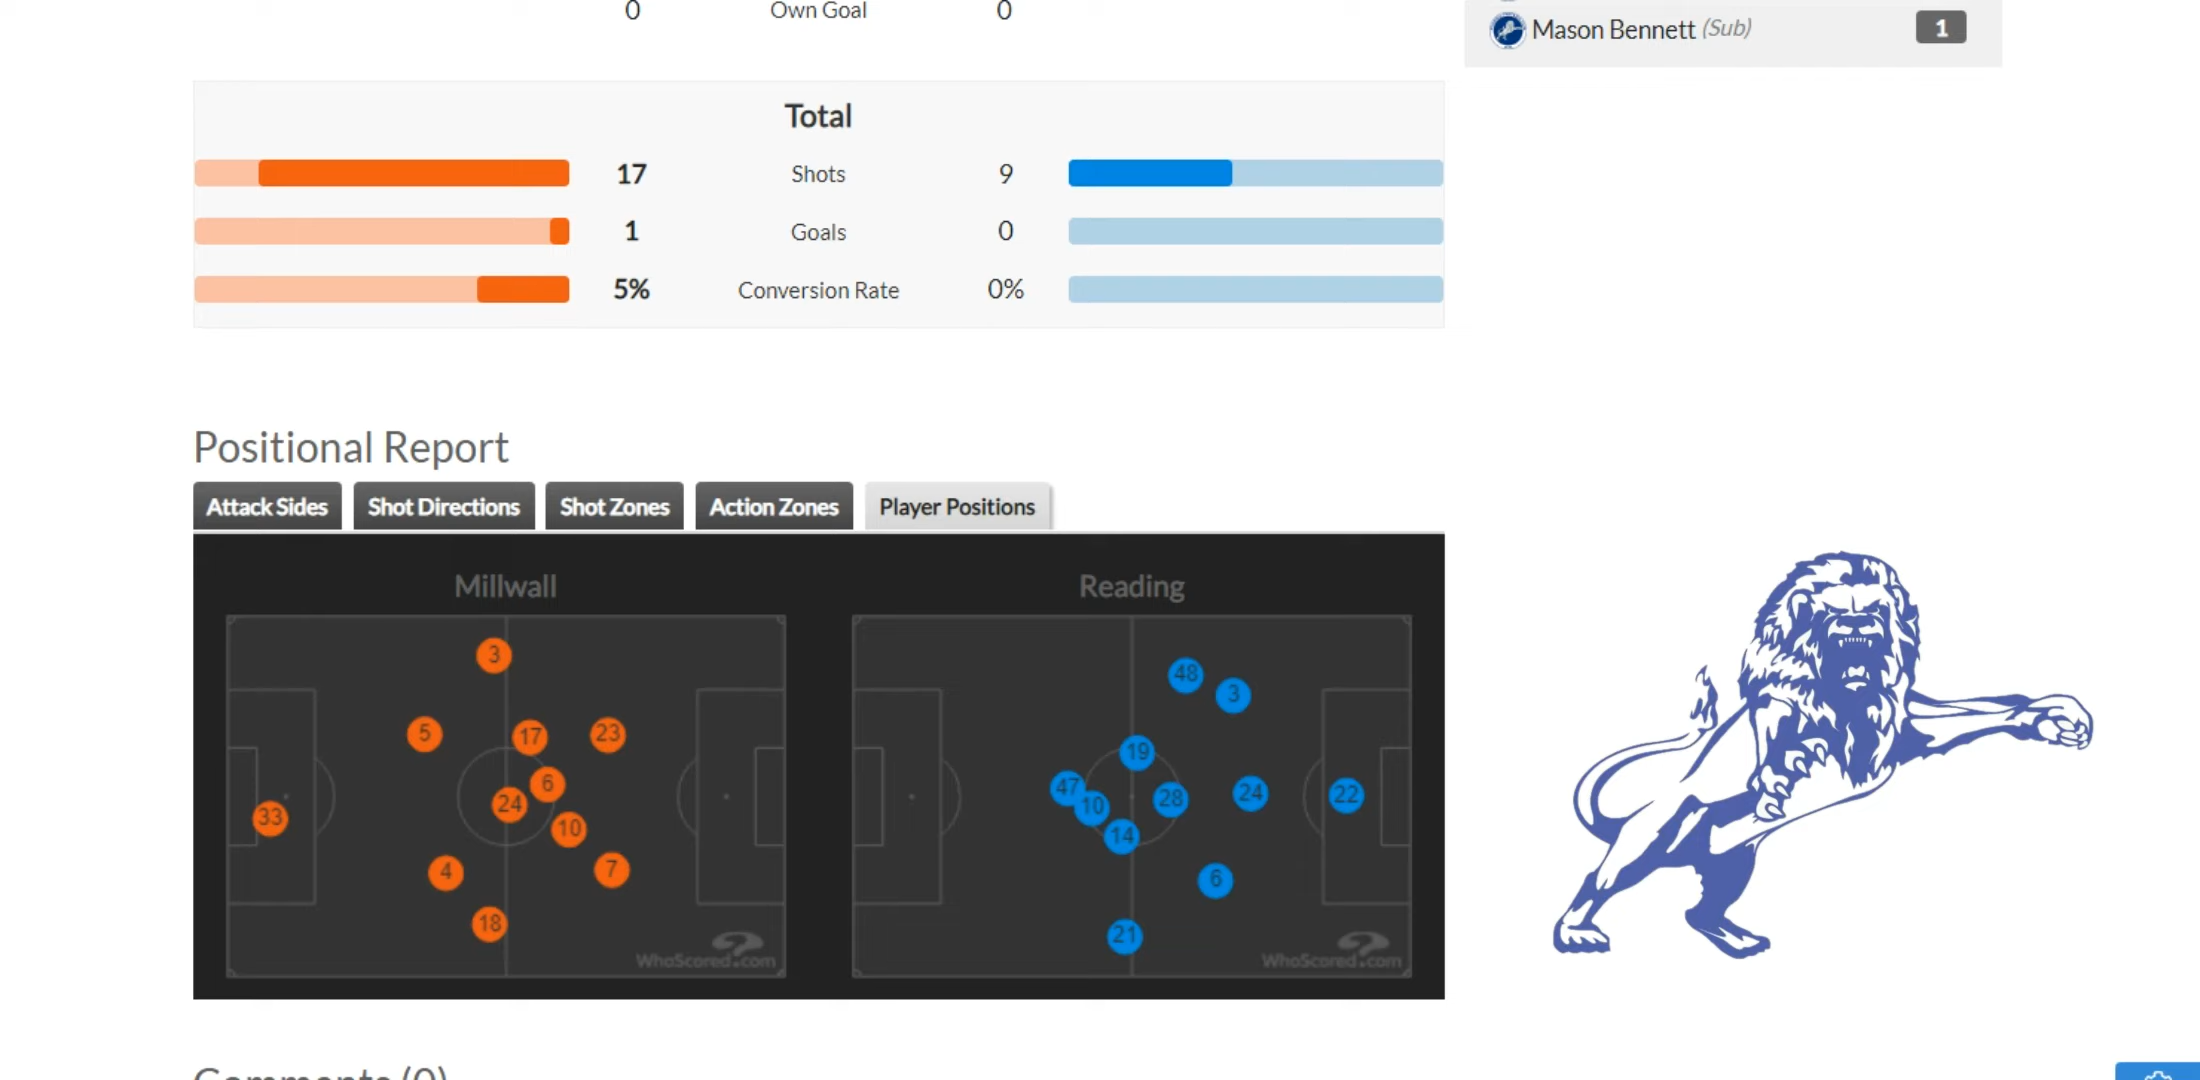 0 Own Goal 0
Mason Bennett (Sub) 1
Total
17 Shots 9
1 Goals 0
5% Conversion Rate 0%
Positional Report
Attack Sides Shot Directions Shot Zones Action Zones Player Positions
Millwall
3
5 17 23
6
24
33 10
4 7
18
WhoScored.com
Reading
48
3
19
47 10 28 24 22
14
6
21
WhoScored.com
Comments (0)